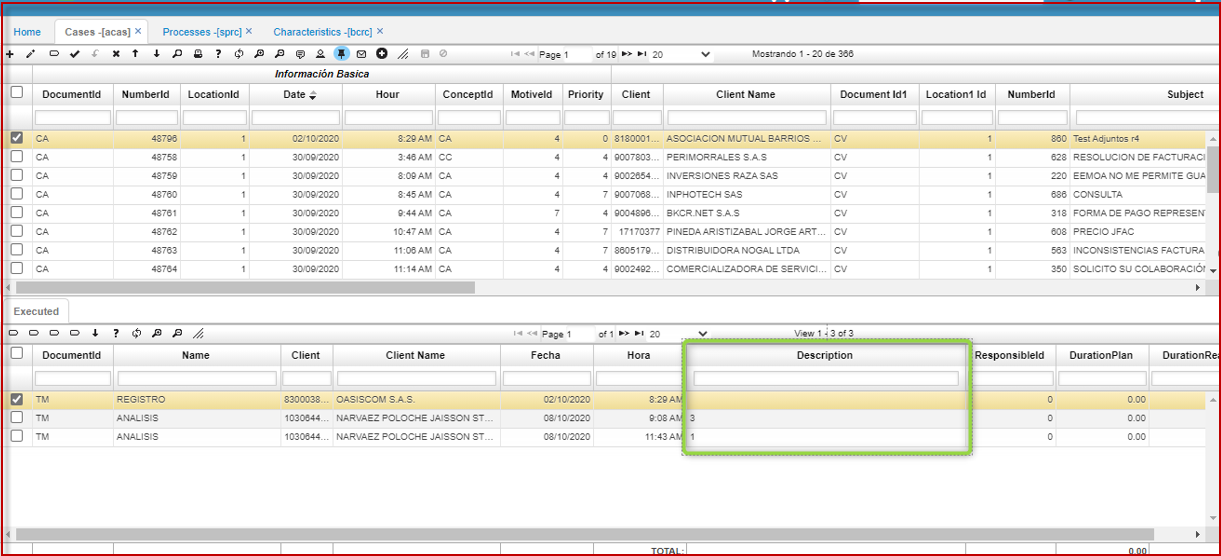 Home Cases -[acas] × Processes -[sprc] × Characteristics -[bcrc] ×
Page 1 of 19 20 Mostrando 1 - 20 de 366
Información Basica
DocumentId NumberId LocationId Date Hour ConceptId MotiveId Priority Client Client Name Document Id1 Location1 Id NumberId Subject
CA 48796 1 02/10/2020 8:29 AM CA 4 0 8180001... ASOCIACION MUTUAL BARRIOS ... CV 1 860 Test Adjuntos r4
CA 48758 1 30/09/2020 3:46 AM CC 4 4 9007803... PERIMORRALES S.A.S CV 1 628 RESOLUCION DE FACTURACI
CA 48759 1 30/09/2020 8:09 AM CA 4 4 9002654... INVERSIONES RAZA SAS CV 1 220 EEMOA NO ME PERMITE GUA
CA 48760 1 30/09/2020 8:45 AM CA 4 7 9007068... INPHOTECH SAS CV 1 686 CONSULTA
CA 48761 1 30/09/2020 9:44 AM CA 7 4 9004896... BKCR.NET S.A.S CV 1 318 FORMA DE PAGO REPRESEN
CA 48762 1 30/09/2020 10:47 AM CA 4 7 17170377 PINEDA ARISTIZABAL JORGE ART... CV 1 608 PRECIO JFAC
CA 48763 1 30/09/2020 11:06 AM CA 4 7 8605179... DISTRIBUIDORA NOGAL LTDA CV 1 563 INCONSISTENCIAS FACTURA
CA 48764 1 30/09/2020 11:14 AM CA 4 4 9002492... COMERCIALIZADORA DE SERVICI... CV 1 350 SOLICITO SU COLABORACIÓN
Executed
Page 1 of 1 20 View 1 - 3 of 3
DocumentId Name Client Client Name Fecha Hora Description ResponsibleId DurationPlan DurationRea
TM REGISTRO 8300038... OASISCOM S.A.S. 02/10/2020 8:29 AM 0 0.00
TM ANALISIS 1030644... NARVAEZ POLOCHE JAISSON ST... 08/10/2020 9:08 AM 3 0 0.00
TM ANALISIS 1030644... NARVAEZ POLOCHE JAISSON ST... 08/10/2020 11:43 AM 1 0 0.00
TOTAL: 0.00